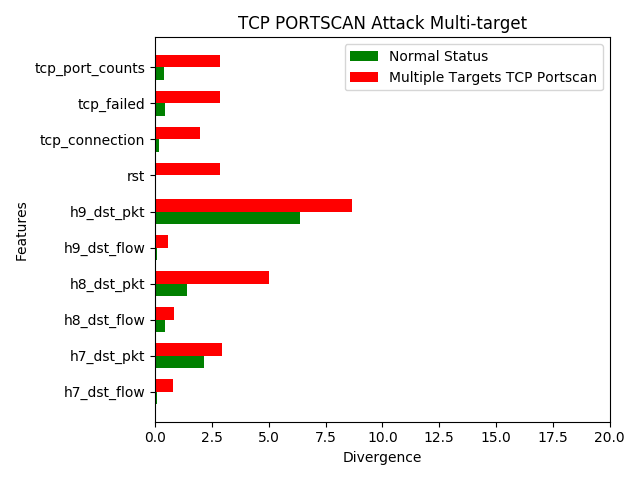 TCP PORTSCAN Attack Multi-target
Normal Status
Multiple Targets TCP Portscan
Features
tcp_port_counts
tcp_failed
tcp_connection
rst
h9_dst_pkt
h9_dst_flow
h8_dst_pkt
h8_dst_flow
h7_dst_pkt
h7_dst_flow
0.0 2.5 5.0 7.5 10.0 12.5 15.0 17.5 20.0
Divergence